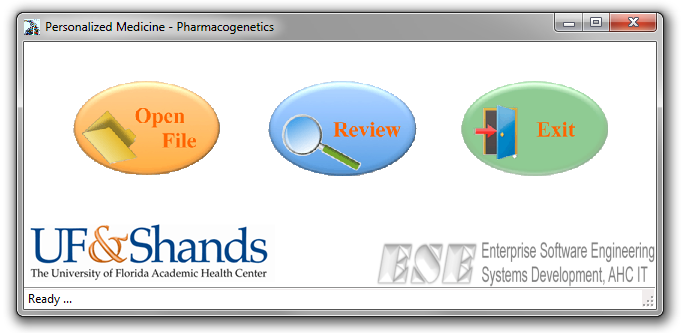 Personalized Medicine - Pharmacogenetics
Open
File
Review
Exit
UF&Shands
The University of Florida Academic Health Center
ESE
Enterprise Software Engineering
Systems Development, AHC IT
Ready ...